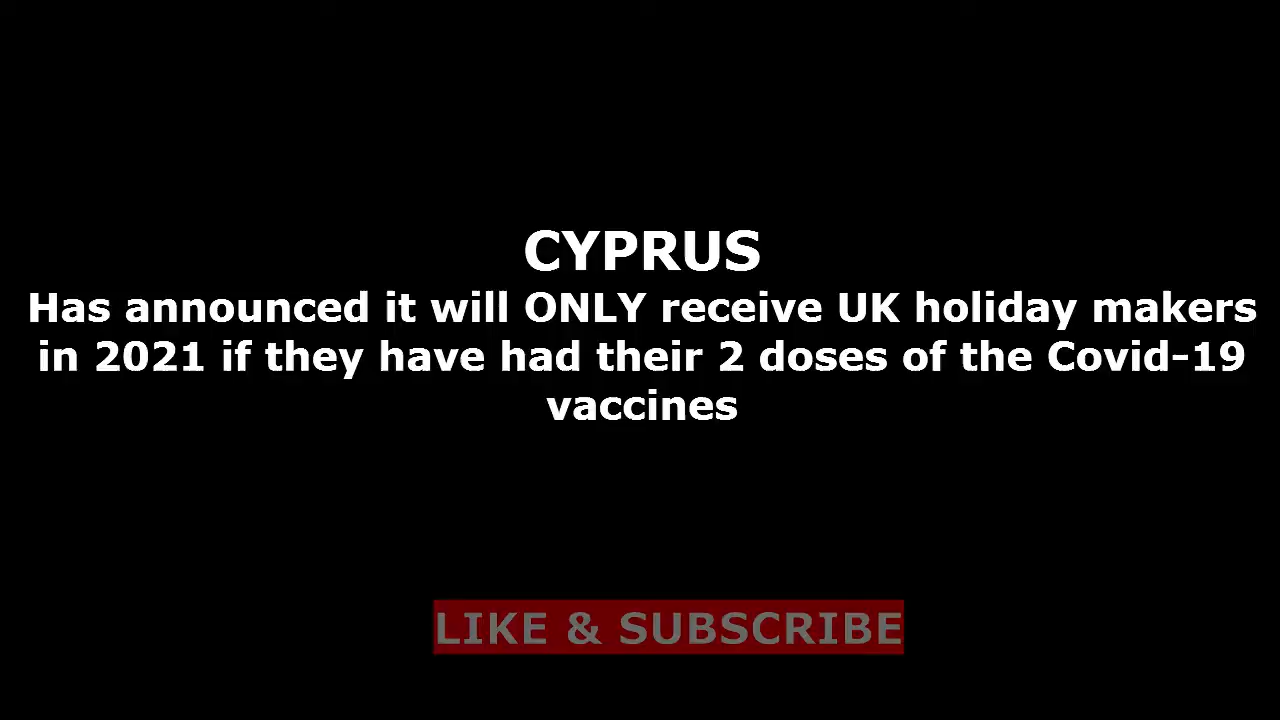 CYPRUS
Has announced it will ONLY receive UK holiday makers
in 2021 if they have had their 2 doses of the Covid-19
vaccines
LIKE & SUBSCRIBE